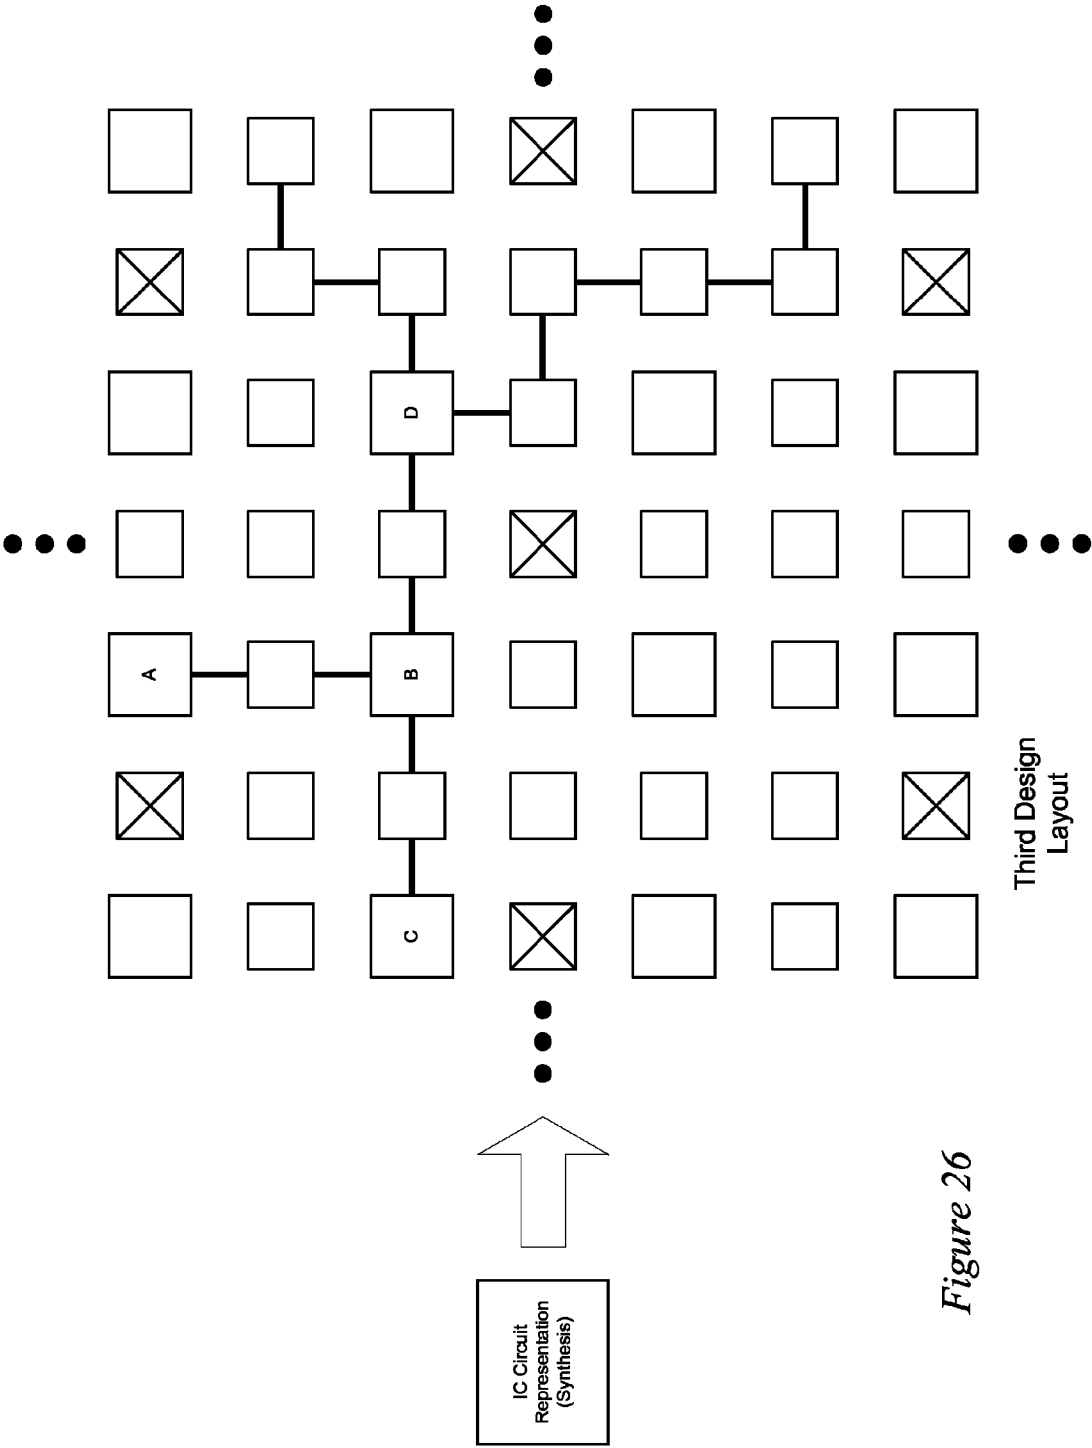 IC Circuit
Representation
(Synthesis)
C
A
B
D
Third Design
Layout
Figure 26